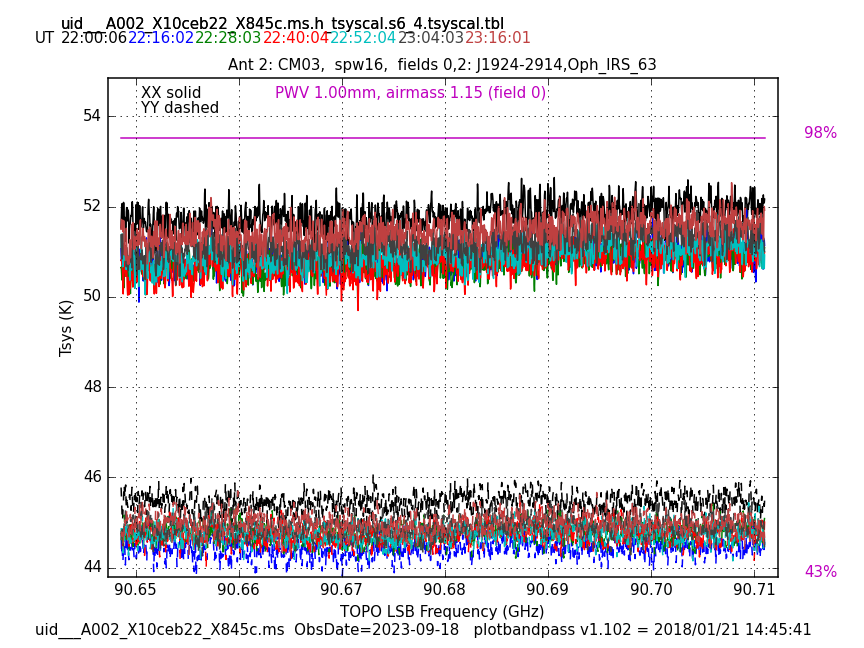 uid___A002_X10ceb22_X845c.ms.h_tsyscal.s6_4.tsyscal.tbl
UT 22:00:06 22:16:02 22:28:03 22:40:04 22:52:04 23:04:03 23:16:01
Ant 2: CM03,  spw16,  fields 0,2: J1924-2914,Oph_IRS_63
XX solid
YY dashed
PWV 1.00mm, airmass 1.15 (field 0)
98%
43%
54
52
50
48
46
44
Tsys (K)
90.65 90.66 90.67 90.68 90.69 90.70 90.71
TOPO LSB Frequency (GHz)
uid___A002_X10ceb22_X845c.ms  ObsDate=2023-09-18   plotbandpass v1.102 = 2018/01/21 14:45:41